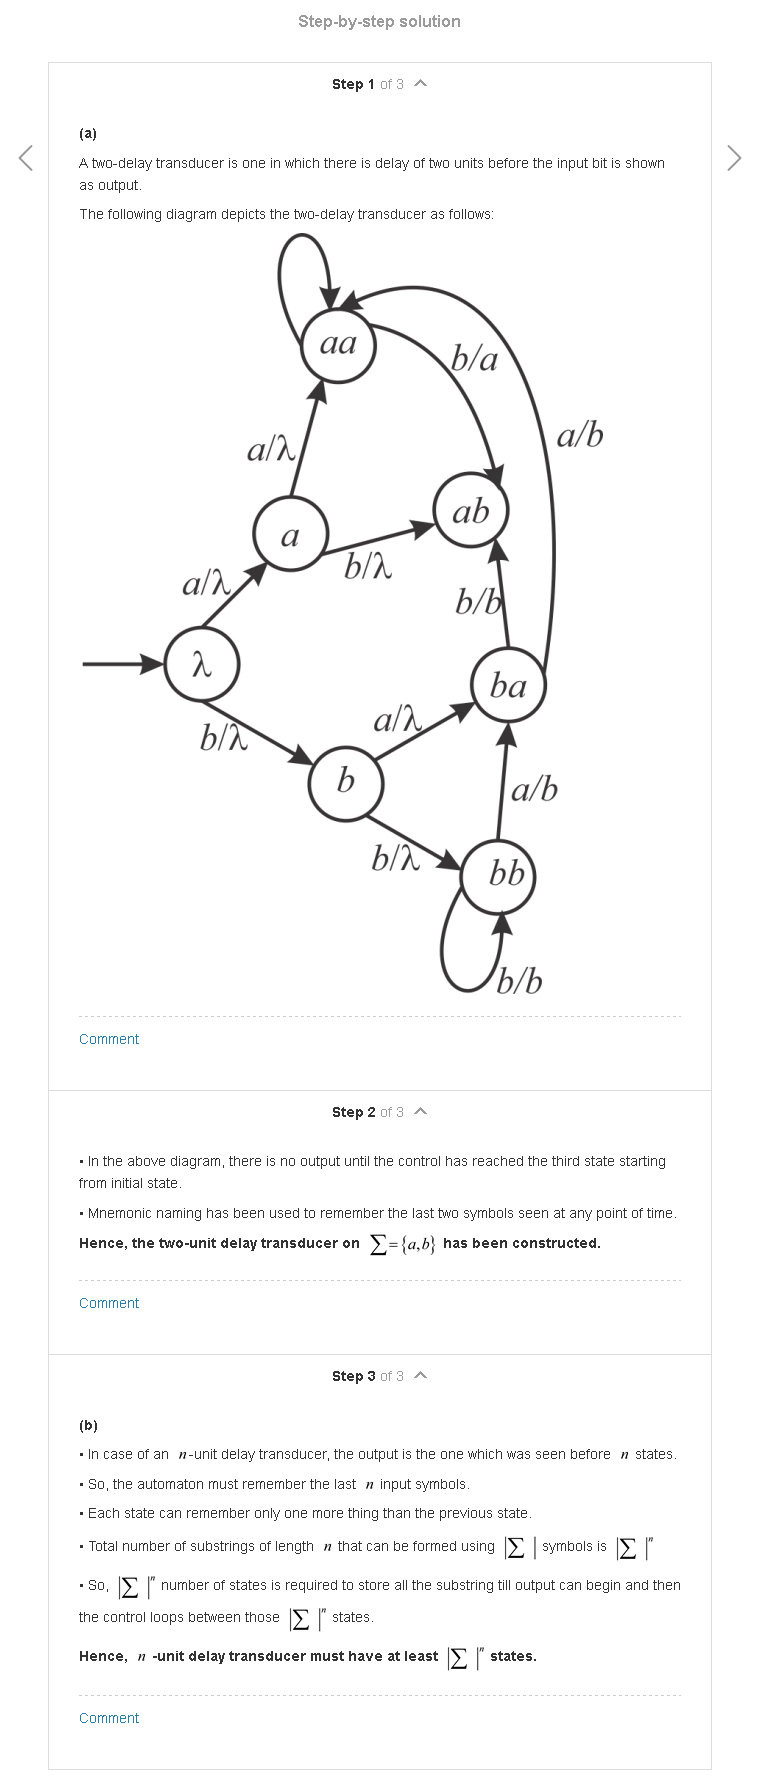 Step-by-step solution
Step 1 of 3
(a)
A two-delay transducer is one in which there is delay of two units before the input bit is shown
as output.
The following diagram depicts the two-delay transducer as follows:
aa
b/a
a/b
a/λ
ab
a
b/λ
a/λ
b/b
λ
ba
a/λ
b/λ
b
a/b
b/λ
bb
b/b
Comment
Step 2 of 3
• In the above diagram, there is no output until the control has reached the third state starting
from initial state.
• Mnemonic naming has been used to remember the last two symbols seen at any point of time.
Hence, the two-unit delay transducer on ∑={a,b} has been constructed.
Comment
Step 3 of 3
(b)
• In case of an n-unit delay transducer, the output is the one which was seen before n states.
• So, the automaton must remember the last n input symbols.
• Each state can remember only one more thing than the previous state.
• Total number of substrings of length n that can be formed using |∑| symbols is |∑|ⁿ
• So, |∑|ⁿ number of states is required to store all the substring till output can begin and then
the control loops between those |∑|ⁿ states.
Hence, n -unit delay transducer must have at least |∑|ⁿ states.
Comment